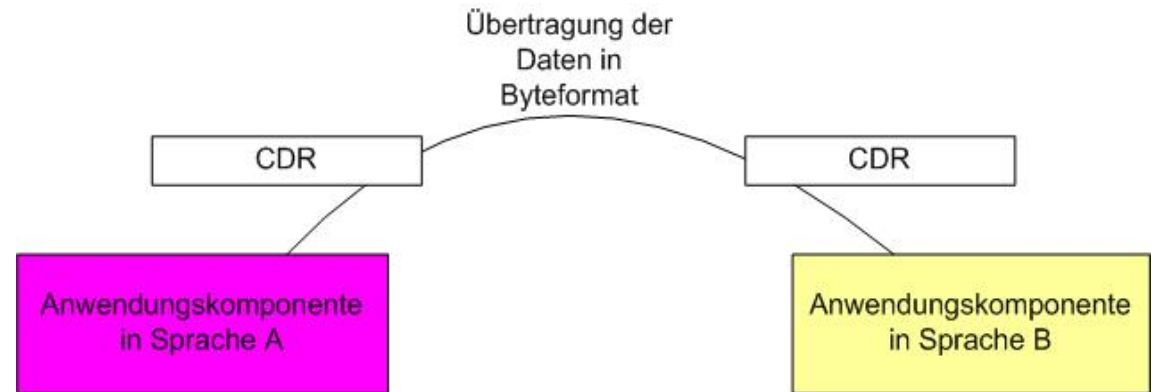 Übertragung der
Daten in
Byteformat
CDR
CDR
Anwendungskomponente
in Sprache A
Anwendungskomponente
in Sprache B